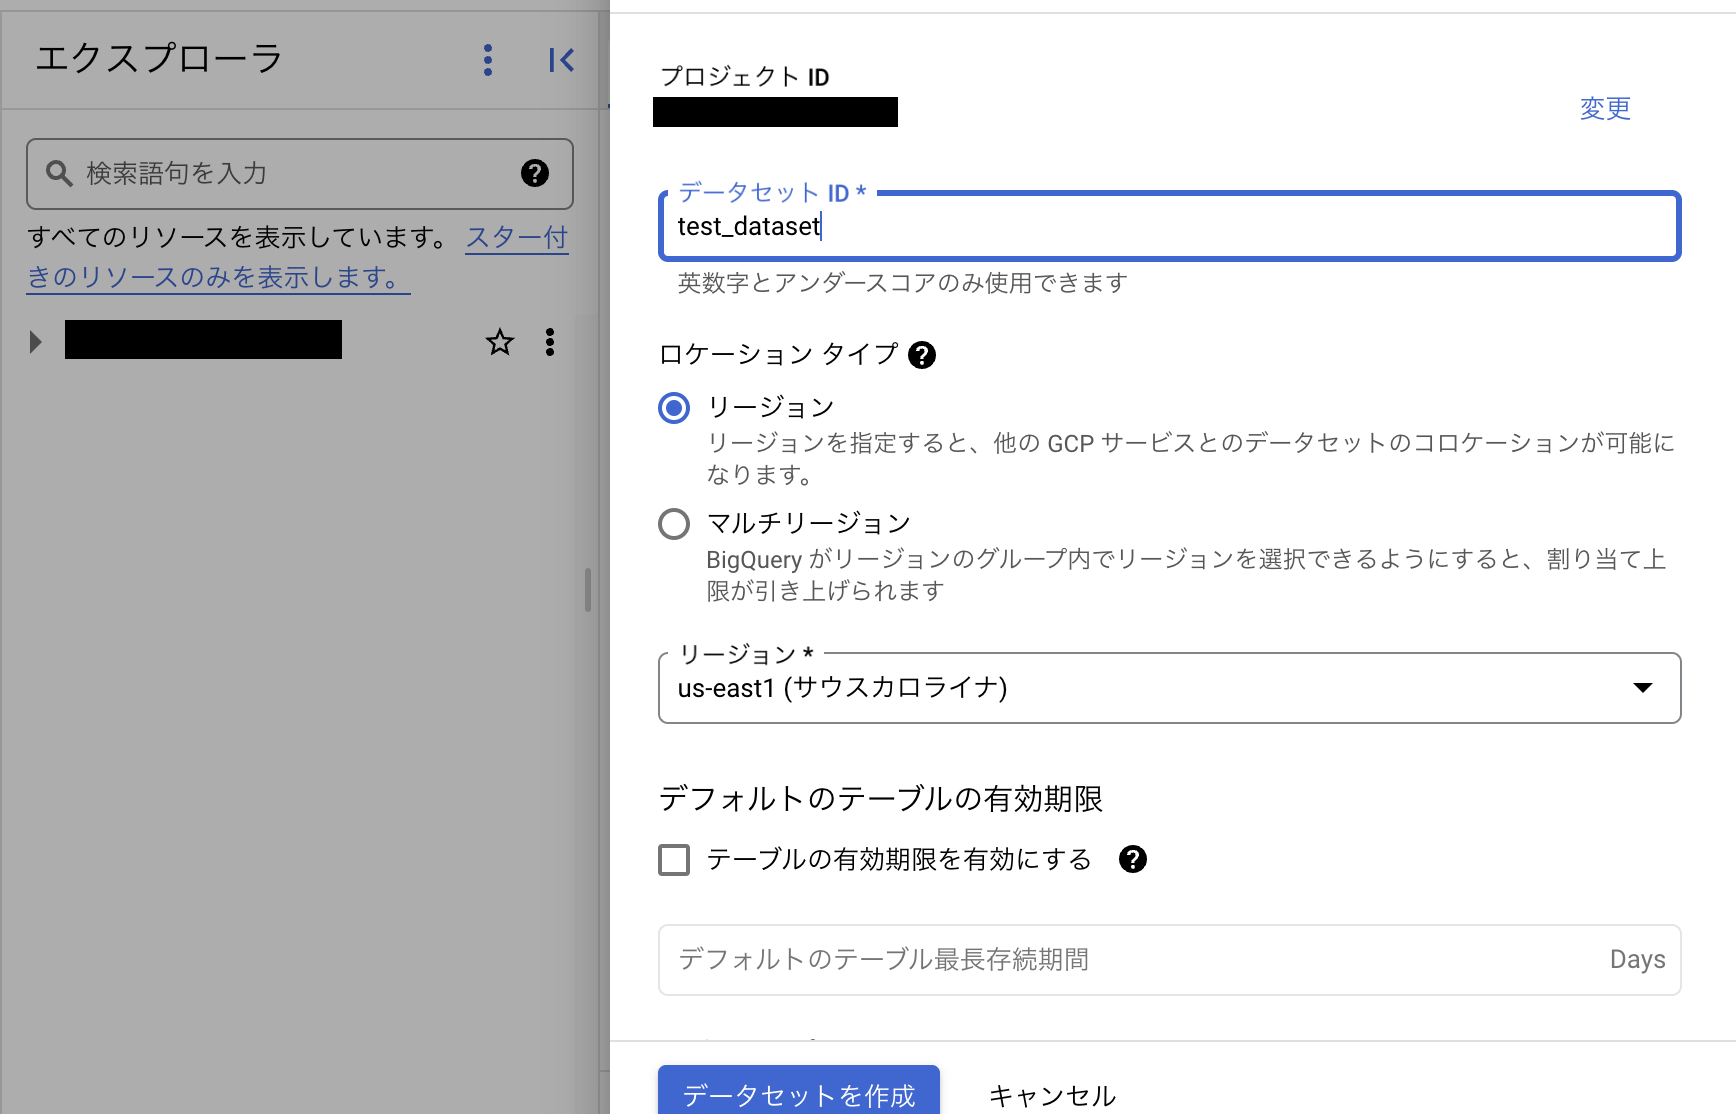 エクスプローラ
検索語句を入力
すべてのリソースを表示しています。 スター付
きのリソースのみを表示します。
プロジェクト ID
変更
データセット ID *
test_dataset
英数字とアンダースコアのみ使用できます
ロケーション タイプ
リージョン
リージョンを指定すると、他の GCP サービスとのデータセットのコロケーションが可能に
なります。
マルチリージョン
BigQuery がリージョンのグループ内でリージョンを選択できるようにすると、割り当て上
限が引き上げられます
リージョン *
us-east1 (サウスカロライナ)
デフォルトのテーブルの有効期限
テーブルの有効期限を有効にする
デフォルトのテーブル最長存続期間 Days
データセットを作成 キャンセル